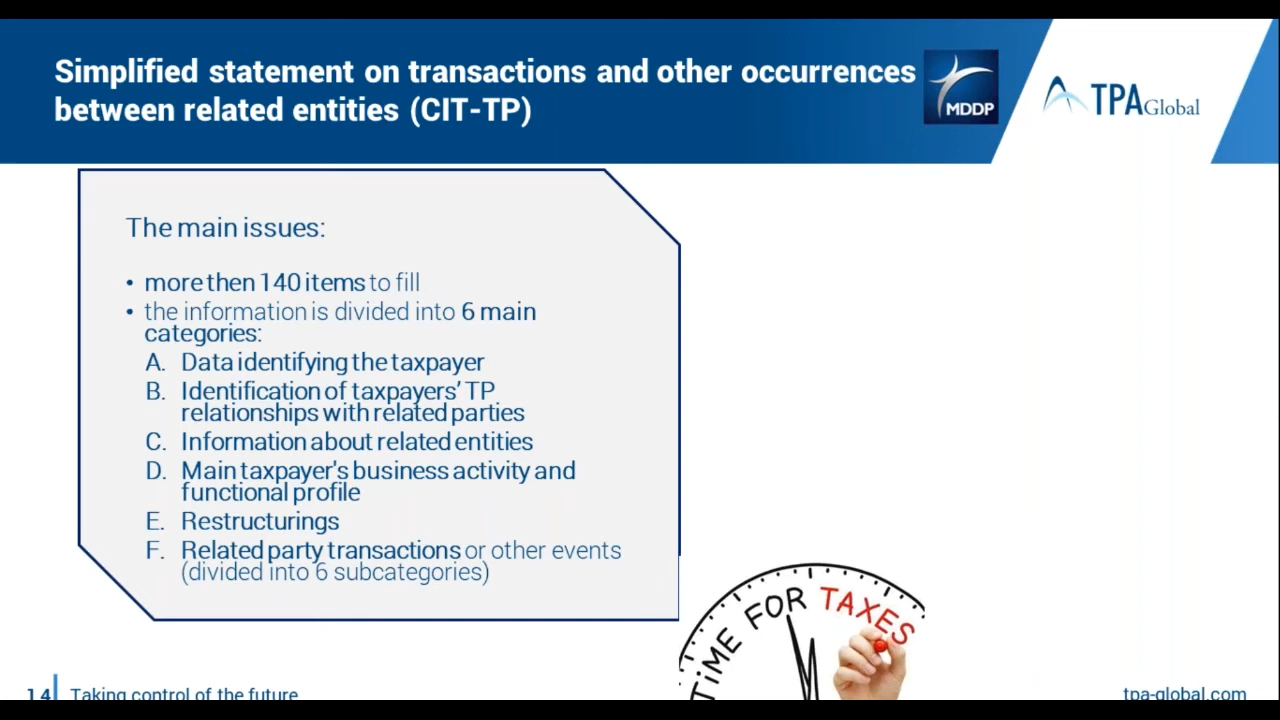 Simplified statement on transactions and other occurrences
between related entities (CIT-TP)
MDDP
TPA Global
The main issues:
• more then 140 items to fill
• the information is divided into 6 main
categories:
A. Data identifying the taxpayer
B. Identification of taxpayers' TP
relationships with related parties
C. Information about related entities
D. Main taxpayer's business activity and
functional profile
E. Restructurings
F. Related party transactions or other events
(divided into 6 subcategories)
TiME FOR TAXES
14 Taking control of the future
tpa-global.com